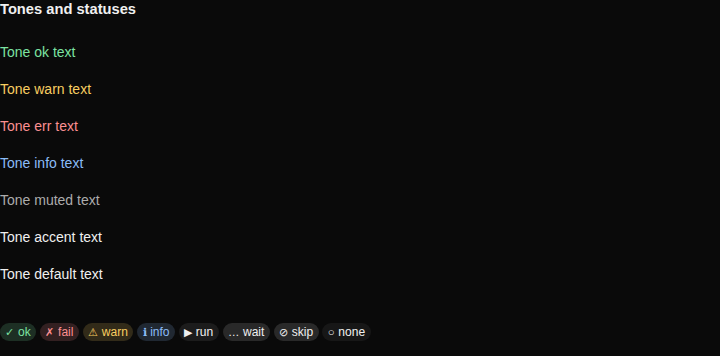 Tones and statuses
Tone ok text
Tone warn text
Tone err text
Tone info text
Tone muted text
Tone accent text
Tone default text
✓ ok ✗ fail ⚠ warn ℹ info ▶ run … wait ⊘ skip ○ none